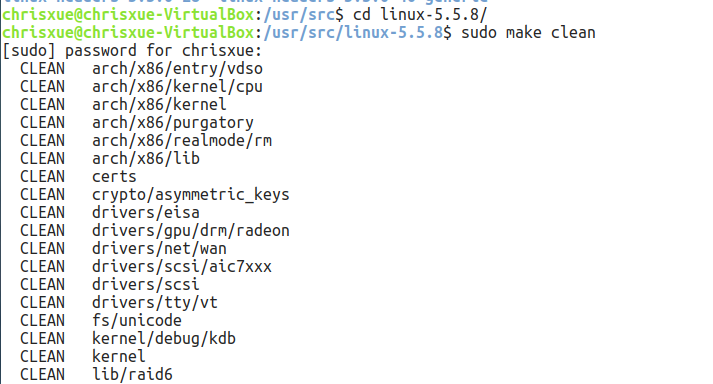 chrisxue@chrisxue-VirtualBox:/usr/src$ cd linux-5.5.8/
chrisxue@chrisxue-VirtualBox:/usr/src/linux-5.5.8$ sudo make clean
[sudo] password for chrisxue:
  CLEAN   arch/x86/entry/vdso
  CLEAN   arch/x86/kernel/cpu
  CLEAN   arch/x86/kernel
  CLEAN   arch/x86/purgatory
  CLEAN   arch/x86/realmode/rm
  CLEAN   arch/x86/lib
  CLEAN   certs
  CLEAN   crypto/asymmetric_keys
  CLEAN   drivers/eisa
  CLEAN   drivers/gpu/drm/radeon
  CLEAN   drivers/net/wan
  CLEAN   drivers/scsi/aic7xxx
  CLEAN   drivers/scsi
  CLEAN   drivers/tty/vt
  CLEAN   fs/unicode
  CLEAN   kernel/debug/kdb
  CLEAN   kernel
  CLEAN   lib/raid6